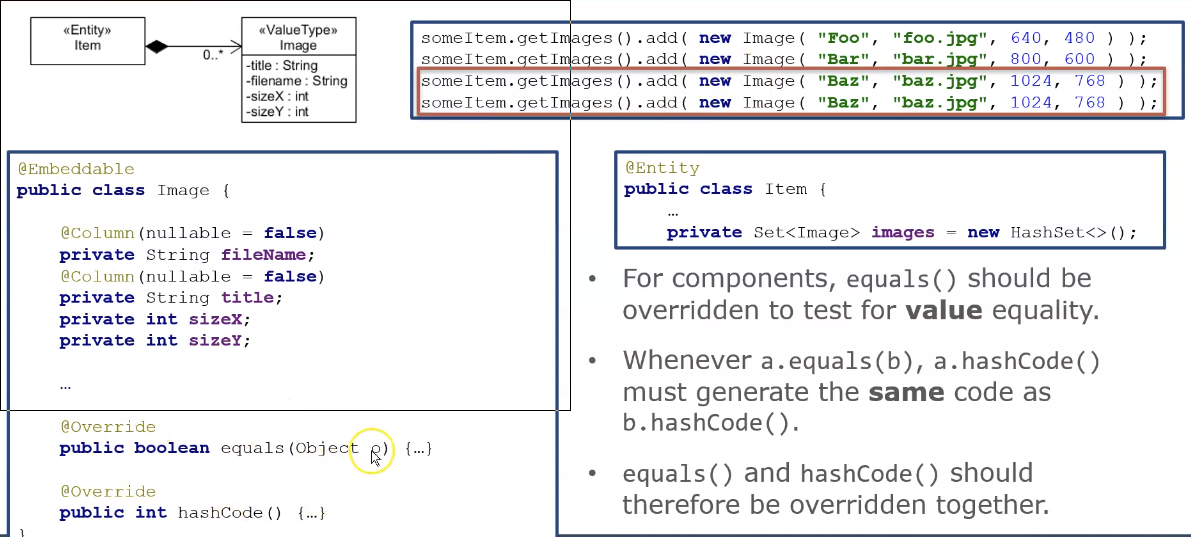 «Entity»
Item
0..*
«ValueType»
Image
-title : String
-filename : String
-sizeX : int
-sizeY : int
someItem.getImages().add( new Image( "Foo", "foo.jpg", 640, 480 ) );
someItem.getImages().add( new Image( "Bar", "bar.jpg", 800, 600 ) );
someItem.getImages().add( new Image( "Baz", "baz.jpg", 1024, 768 ) );
someItem.getImages().add( new Image( "Baz", "baz.jpg", 1024, 768 ) );
@Embeddable
public class Image {
@Column(nullable = false)
private String fileName;
@Column(nullable = false)
private String title;
private int sizeX;
private int sizeY;
…
@Override
public boolean equals(Object o) {…}
@Override
public int hashCode() {…}
}
@Entity
public class Item {
…
private Set<Image> images = new HashSet<>();
• For components, equals() should be
overridden to test for value equality.
• Whenever a.equals(b), a.hashCode()
must generate the same code as
b.hashCode().
• equals() and hashCode() should
therefore be overridden together.